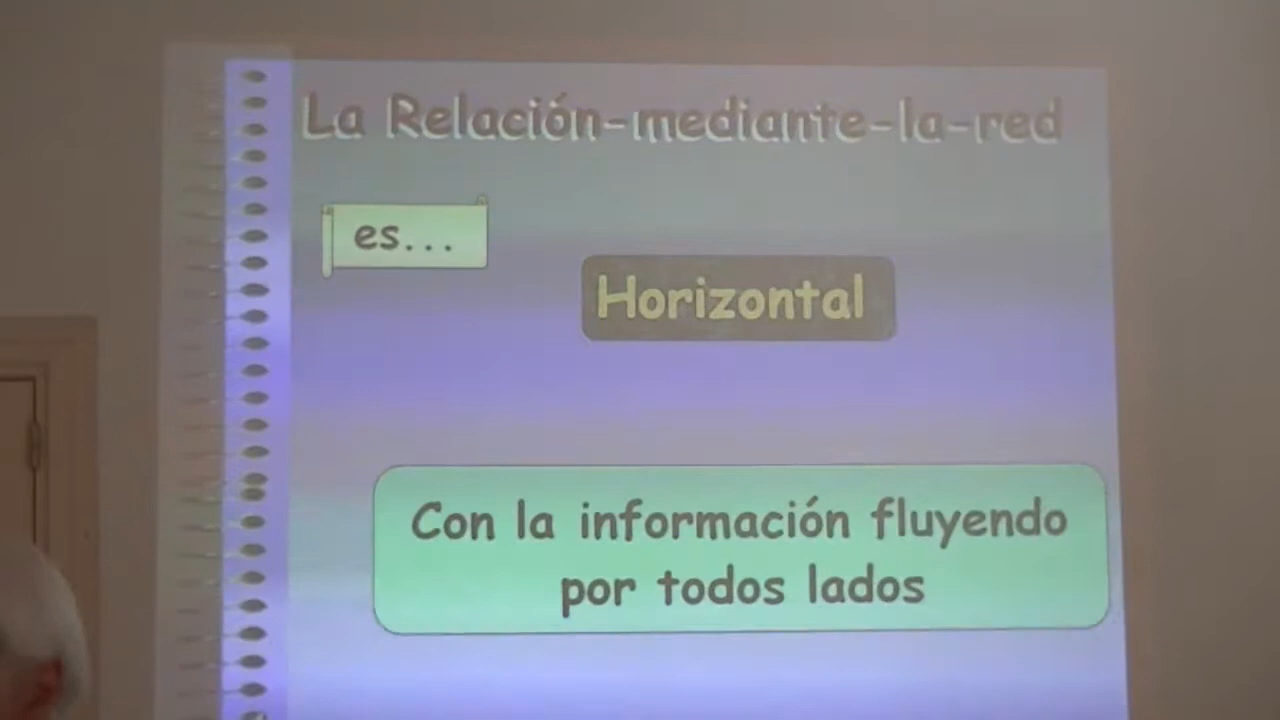 La Relación-mediante-la-red
es...
Horizontal
Con la información fluyendo
por todos lados